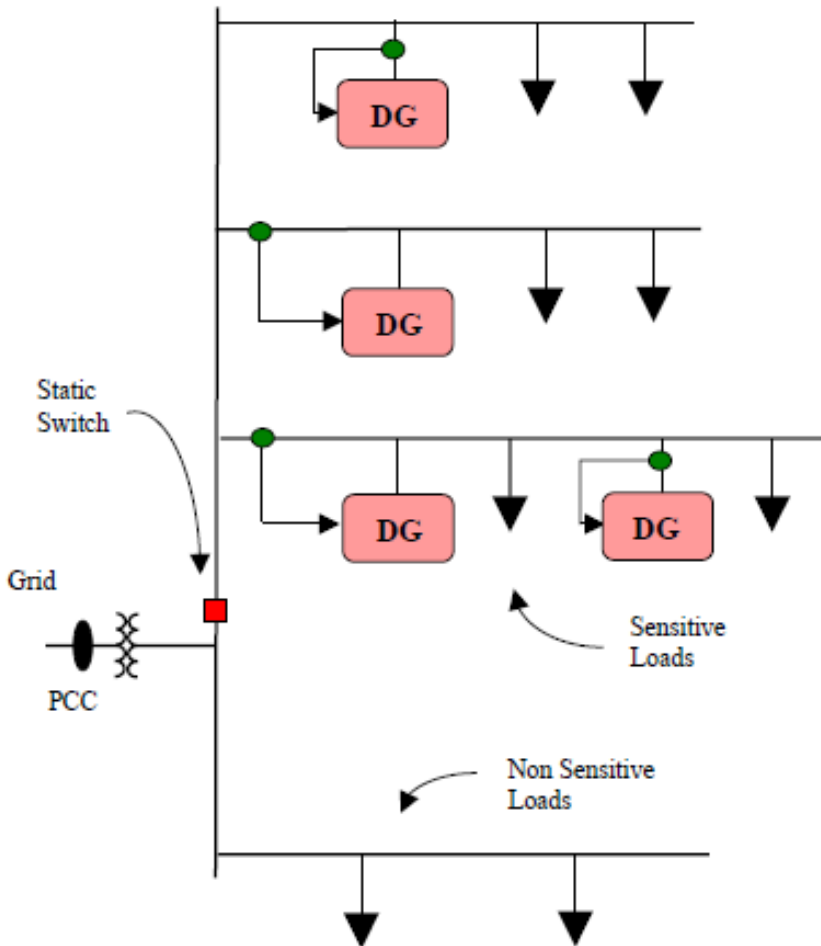 DG
DG
Static
Switch
DG
DG
Grid
Sensitive
Loads
PCC
Non Sensitive
Loads